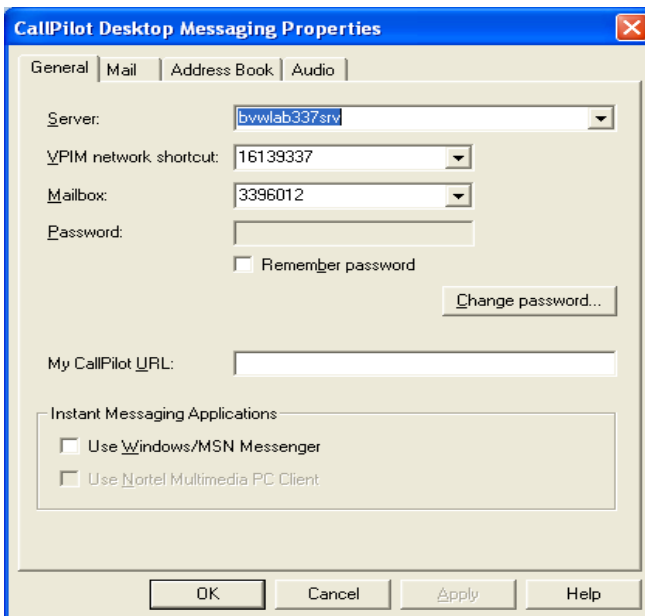 CallPilot Desktop Messaging Properties
General Mail Address Book Audio
Server: bvwlab337srv
VPIM network shortcut: 16139337
Mailbox: 3396012
Password:
Remember password
Change password...
My CallPilot URL:
Instant Messaging Applications
Use Windows/MSN Messenger
Use Nortel Multimedia PC Client
OK Cancel Apply Help